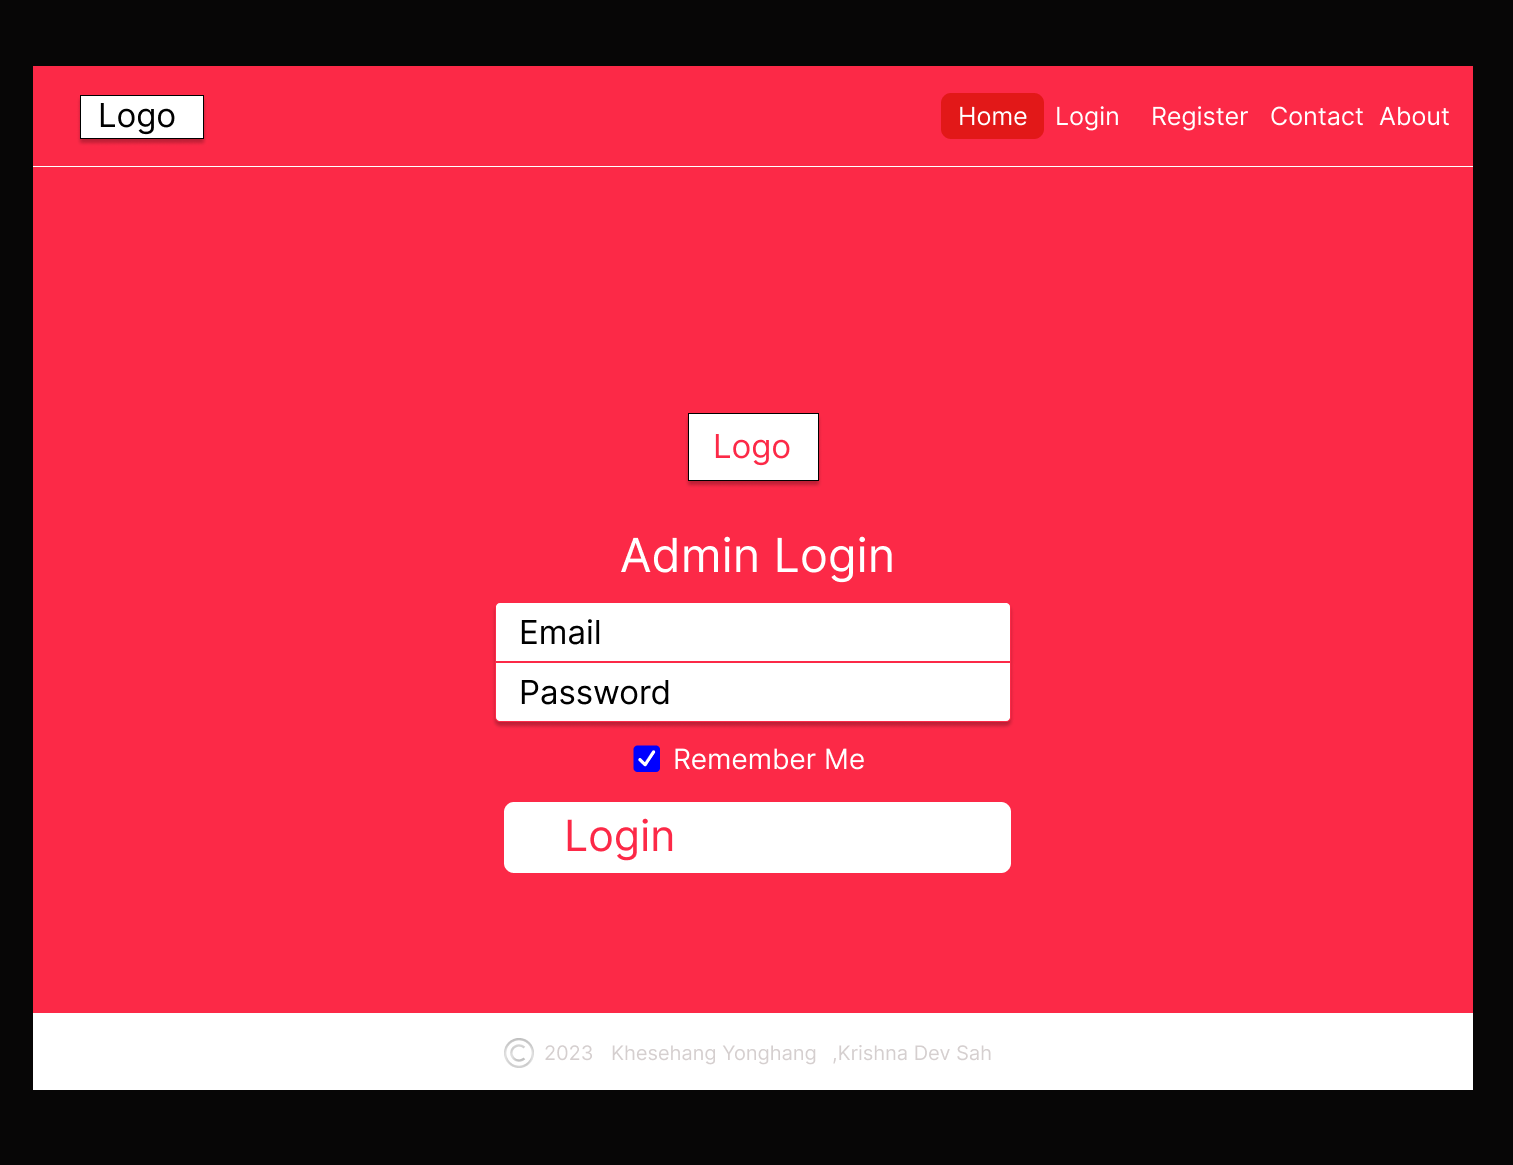 Logo Home Login Register Contact About
Logo
Admin Login
Email
Password
Remember Me
Login
© 2023 Khesehang Yonghang ,Krishna Dev Sah